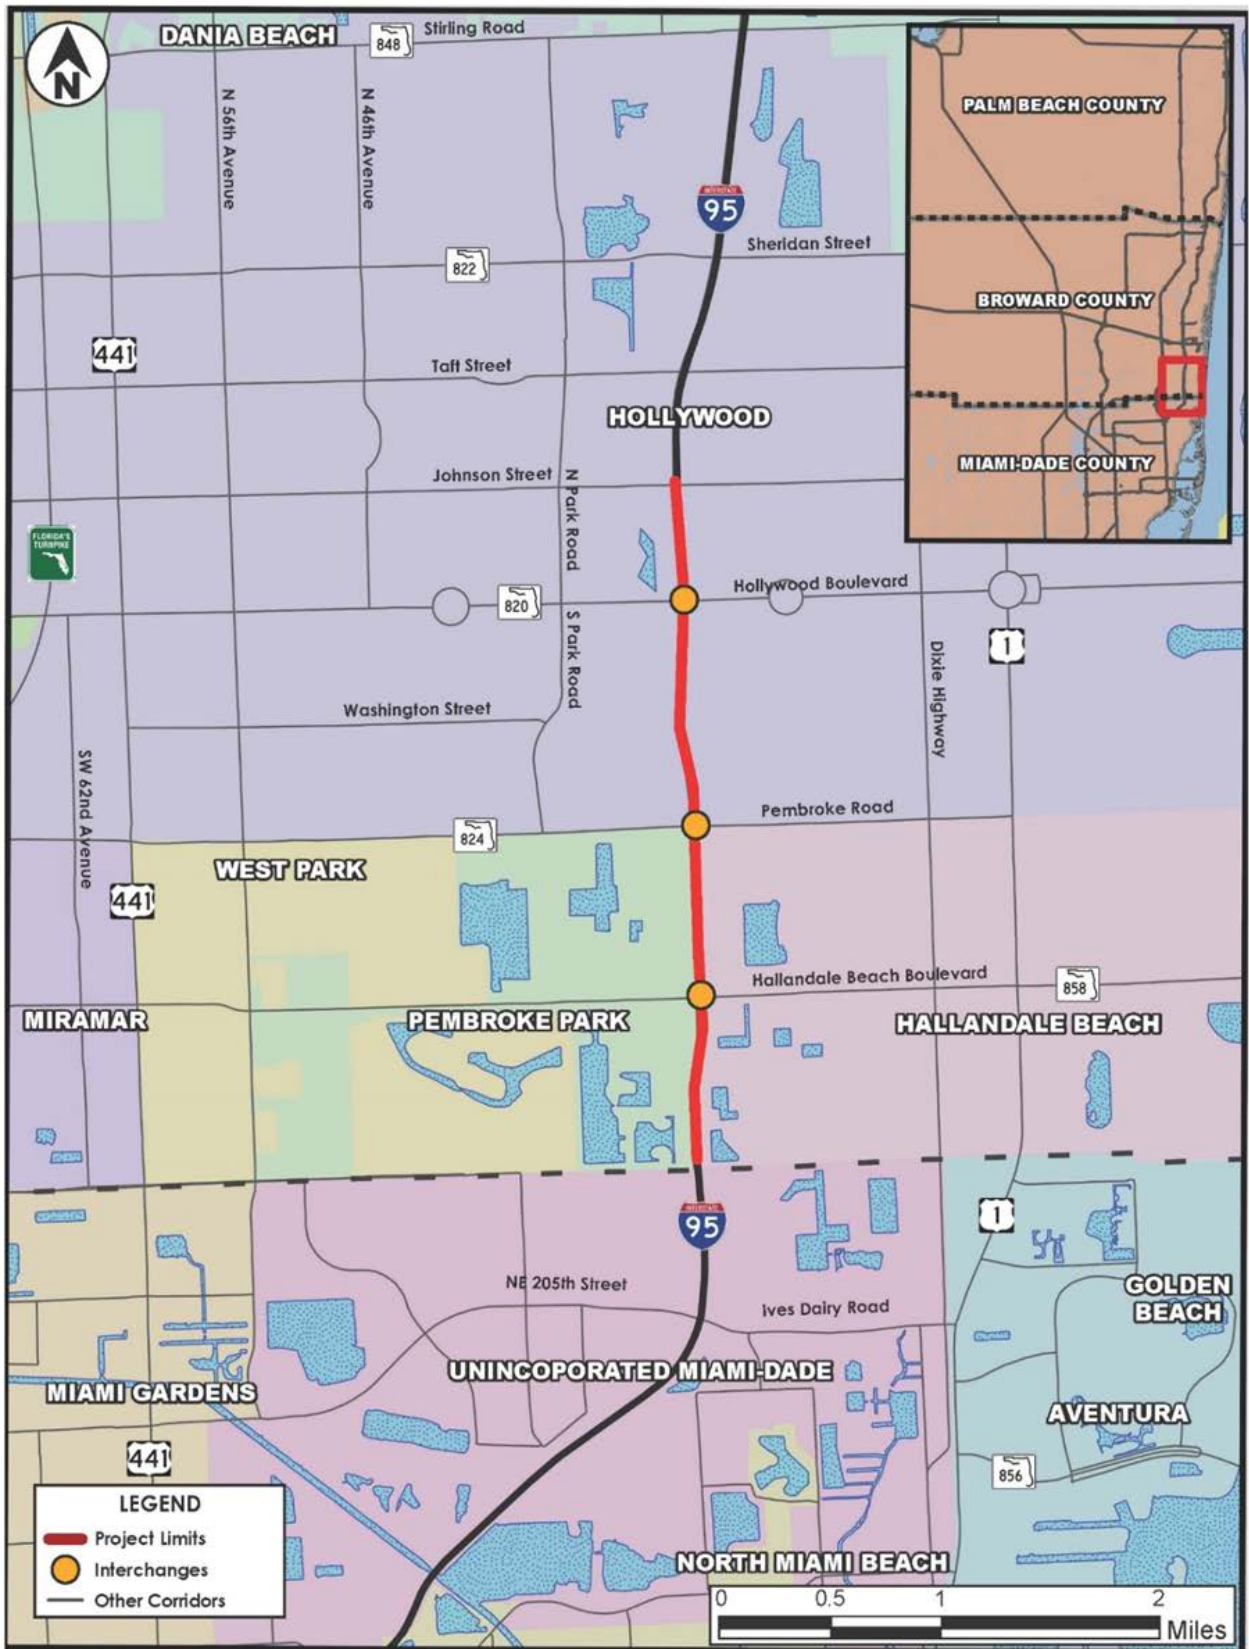 DANIA BEACH
848
Stirling Road
N
N 56th Avenue
N 46th Avenue
PALM BEACH COUNTY
INTERSTATE
95
Sheridan Street
822
BROWARD COUNTY
441
Taft Street
HOLLYWOOD
MIAMI-DADE COUNTY
Johnson Street
N Park Road
FLORIDA'S
TURNPIKE
Hollywood Boulevard
820
S Park Road
1
Dixie Highway
Washington Street
SW 62nd Avenue
Pembroke Road
824
WEST PARK
441
Hallandale Beach Boulevard
858
MIRAMAR
PEMBROKE PARK
HALLANDALE BEACH
INTERSTATE
95
1
NE 205th Street
Ives Dairy Road
GOLDEN
BEACH
UNINCOPORATED MIAMI-DADE
MIAMI GARDENS
AVENTURA
441
856
LEGEND
Project Limits
Interchanges
Other Corridors
NORTH MIAMI BEACH
0 0.5 1 2
Miles